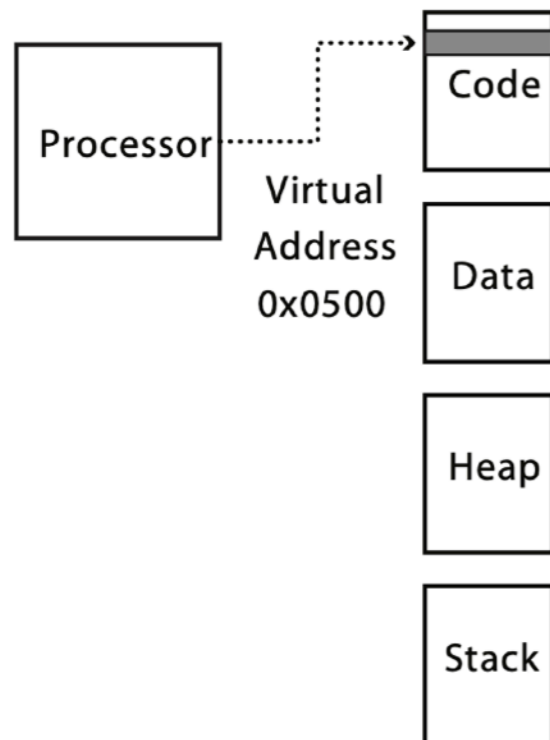 Processor
Virtual
Address
0x0500
Code
Data
Heap
Stack